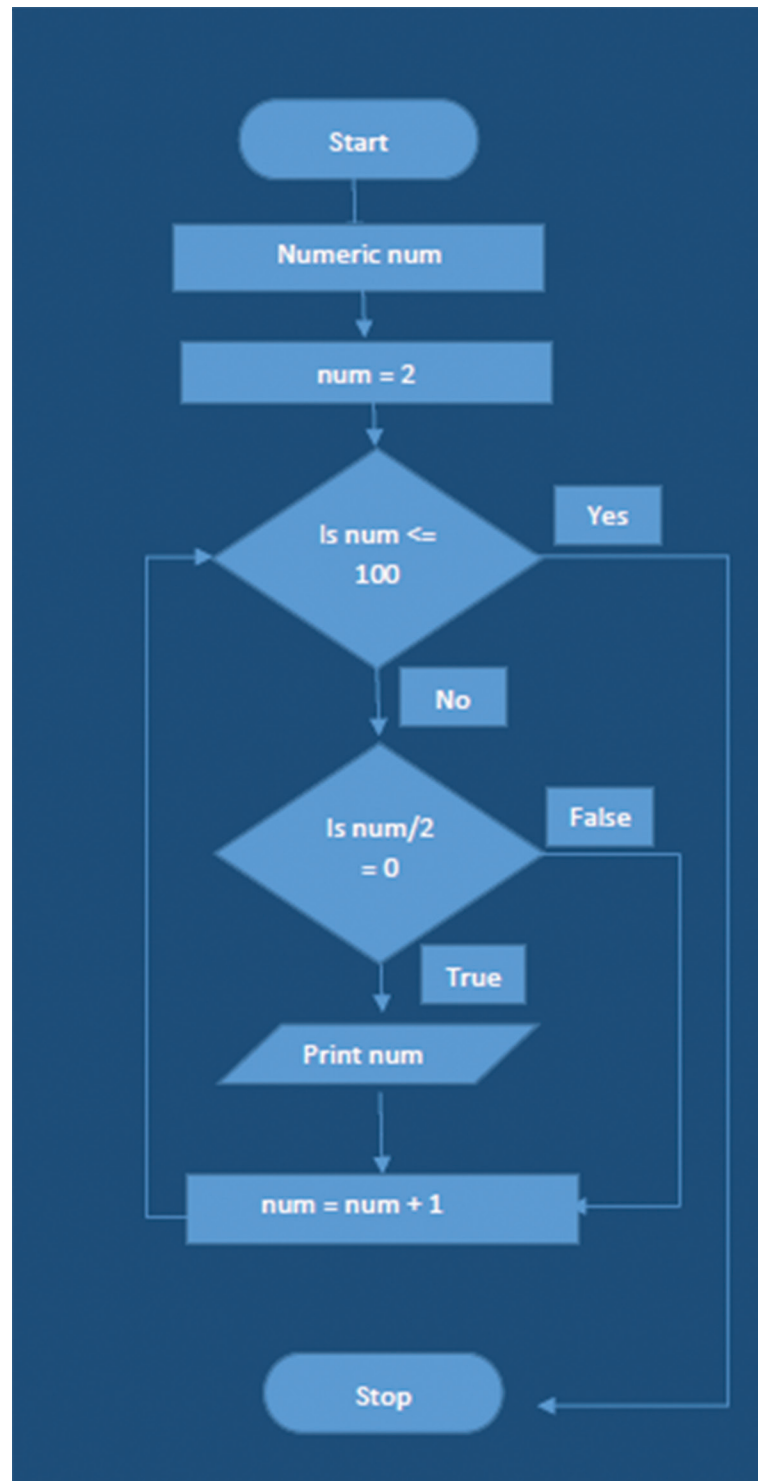 Start
Numeric num
num = 2
Is num <=
100
Yes
No
Is num/2
= 0
False
True
Print num
num = num + 1
Stop